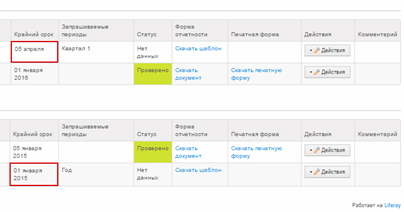 Крайний срок Запрашиваемые периоды Статус Форма отчетности Печатная форма Действия Комментарий
05 апреля Квартал 1 Нет данных Скачать шаблон Действия
01 января 2016 Проверено Скачать документ Скачать печатную форму Действия
Крайний срок Запрашиваемые периоды Статус Форма отчетности Печатная форма Действия Комментарий
05 января 2015 Проверено Скачать документ Скачать печатную форму Действия
01 января 2015 Год Нет данных Скачать шаблон Действия
Работает на Liferay